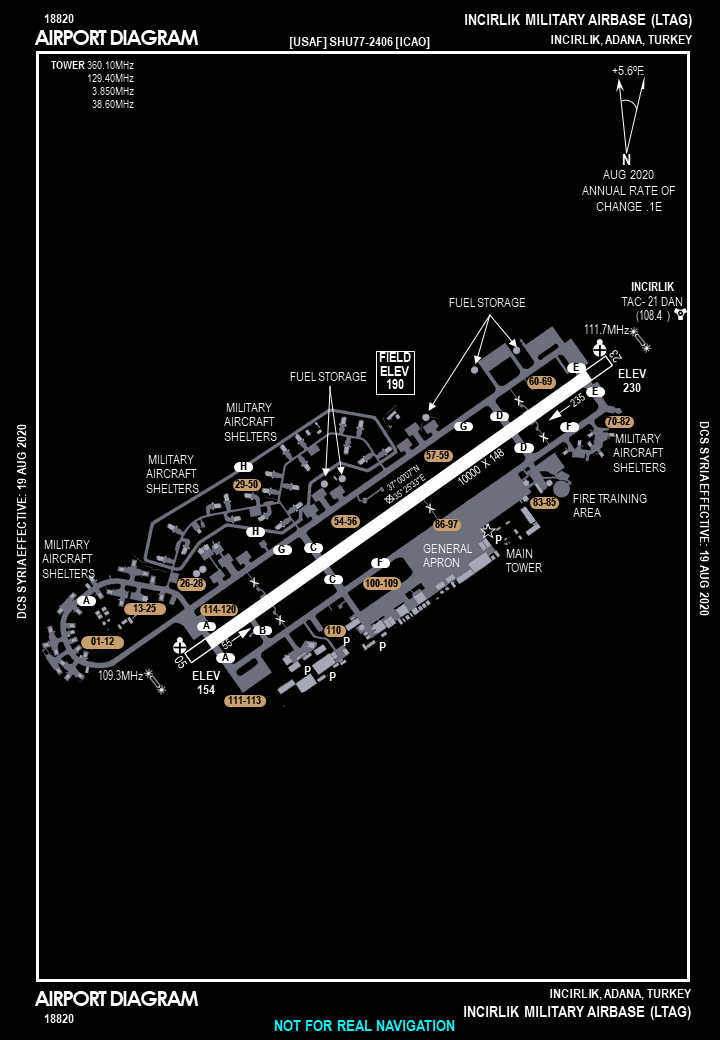 18820
AIRPORT DIAGRAM
[USAF] SHU77-2406 [ICAO]
INCIRLIK MILITARY AIRBASE (LTAG)
INCIRLIK, ADANA, TURKEY
TOWER 360.10MHz
129.40MHz
3.850MHz
38.60MHz
+5.6ºE
N
AUG 2020
ANNUAL RATE OF
CHANGE .1E
INCIRLIK
TAC- 21 DAN
(108.4 )
111.7MHz
23
ELEV
230
FUEL STORAGE
FIELD
ELEV
190
FUEL STORAGE
60-69
E
E
235
70-82
MILITARY
AIRCRAFT
SHELTERS
D
F
G
D
MILITARY
AIRCRAFT
SHELTERS
57-59
10000 X 148
MILITARY
AIRCRAFT
SHELTERS
H
29-50
37°00'07"N
035°25'33"E
83-85
FIRE TRAINING
AREA
54-56
86-97
H
P
MAIN
TOWER
GENERAL
APRON
MILITARY
AIRCRAFT
SHELTERS
G
C
F
C
100-109
26-28
A
13-25
114-120
A
B
55
110
P
P
01-12
05
A
P
P
109.3MHz
ELEV
154
111-113
DCS SYRIA EFFECTIVE: 19 AUG 2020
DCS SYRIA EFFECTIVE: 19 AUG 2020
AIRPORT DIAGRAM
18820
NOT FOR REAL NAVIGATION
INCIRLIK, ADANA, TURKEY
INCIRLIK MILITARY AIRBASE (LTAG)